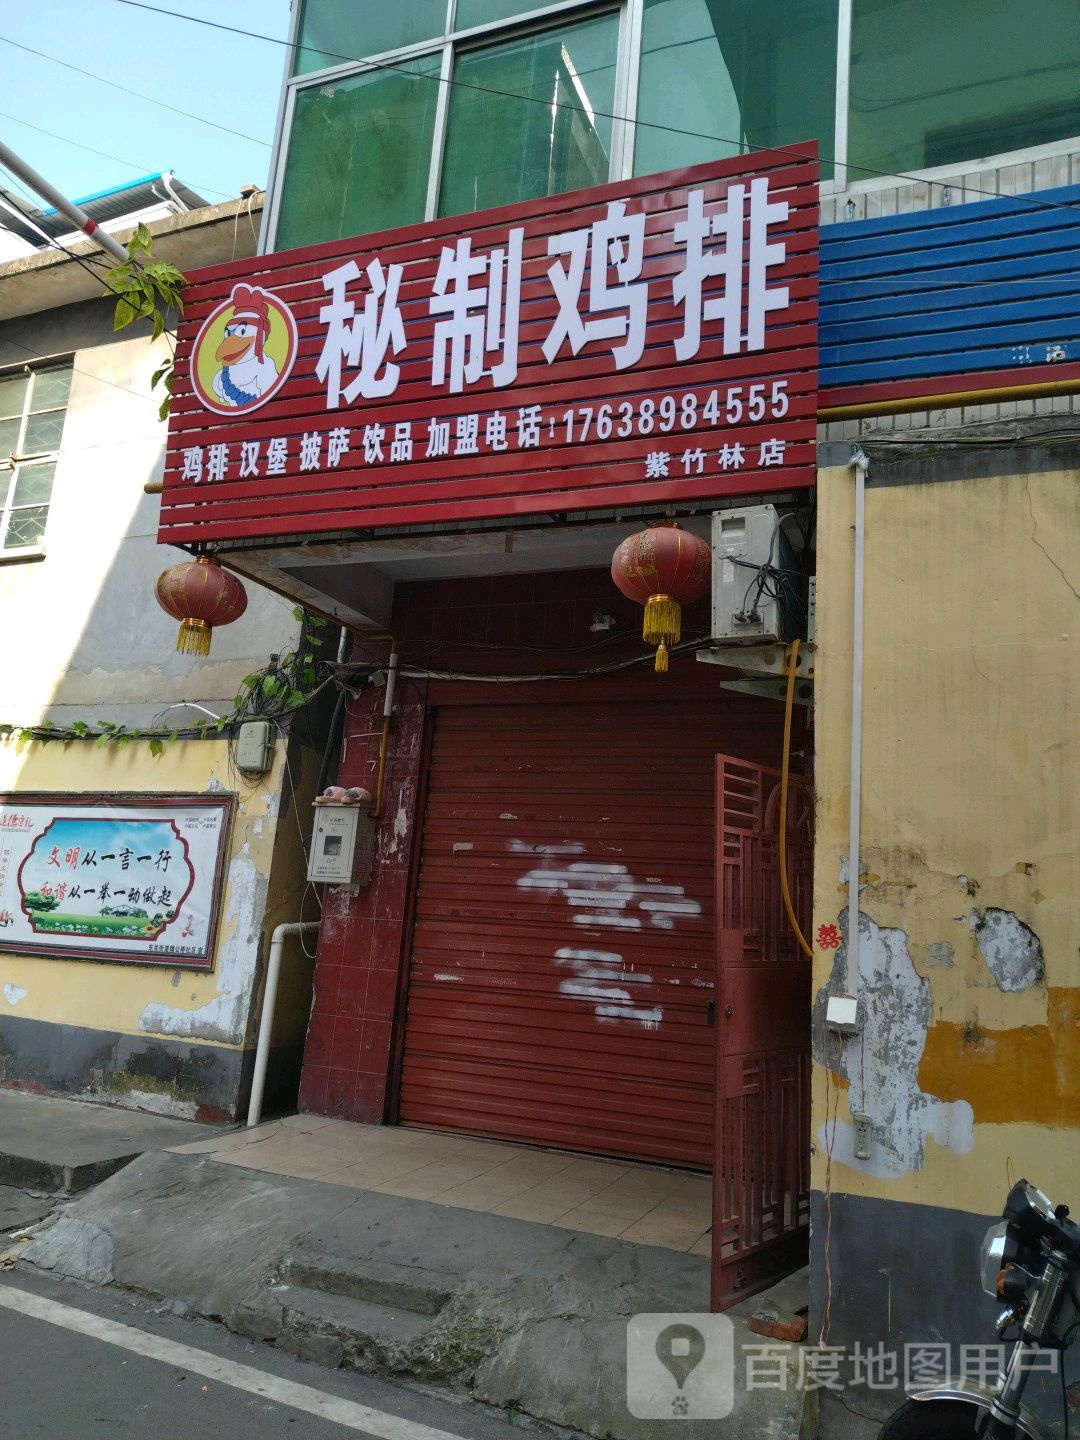 秘制鸡排
鸡排 汉堡 披萨 饮品 加盟电话:17638984555
紫竹林店
文明从一言一行
和谐从一举一动做起
囍
百度地图用户